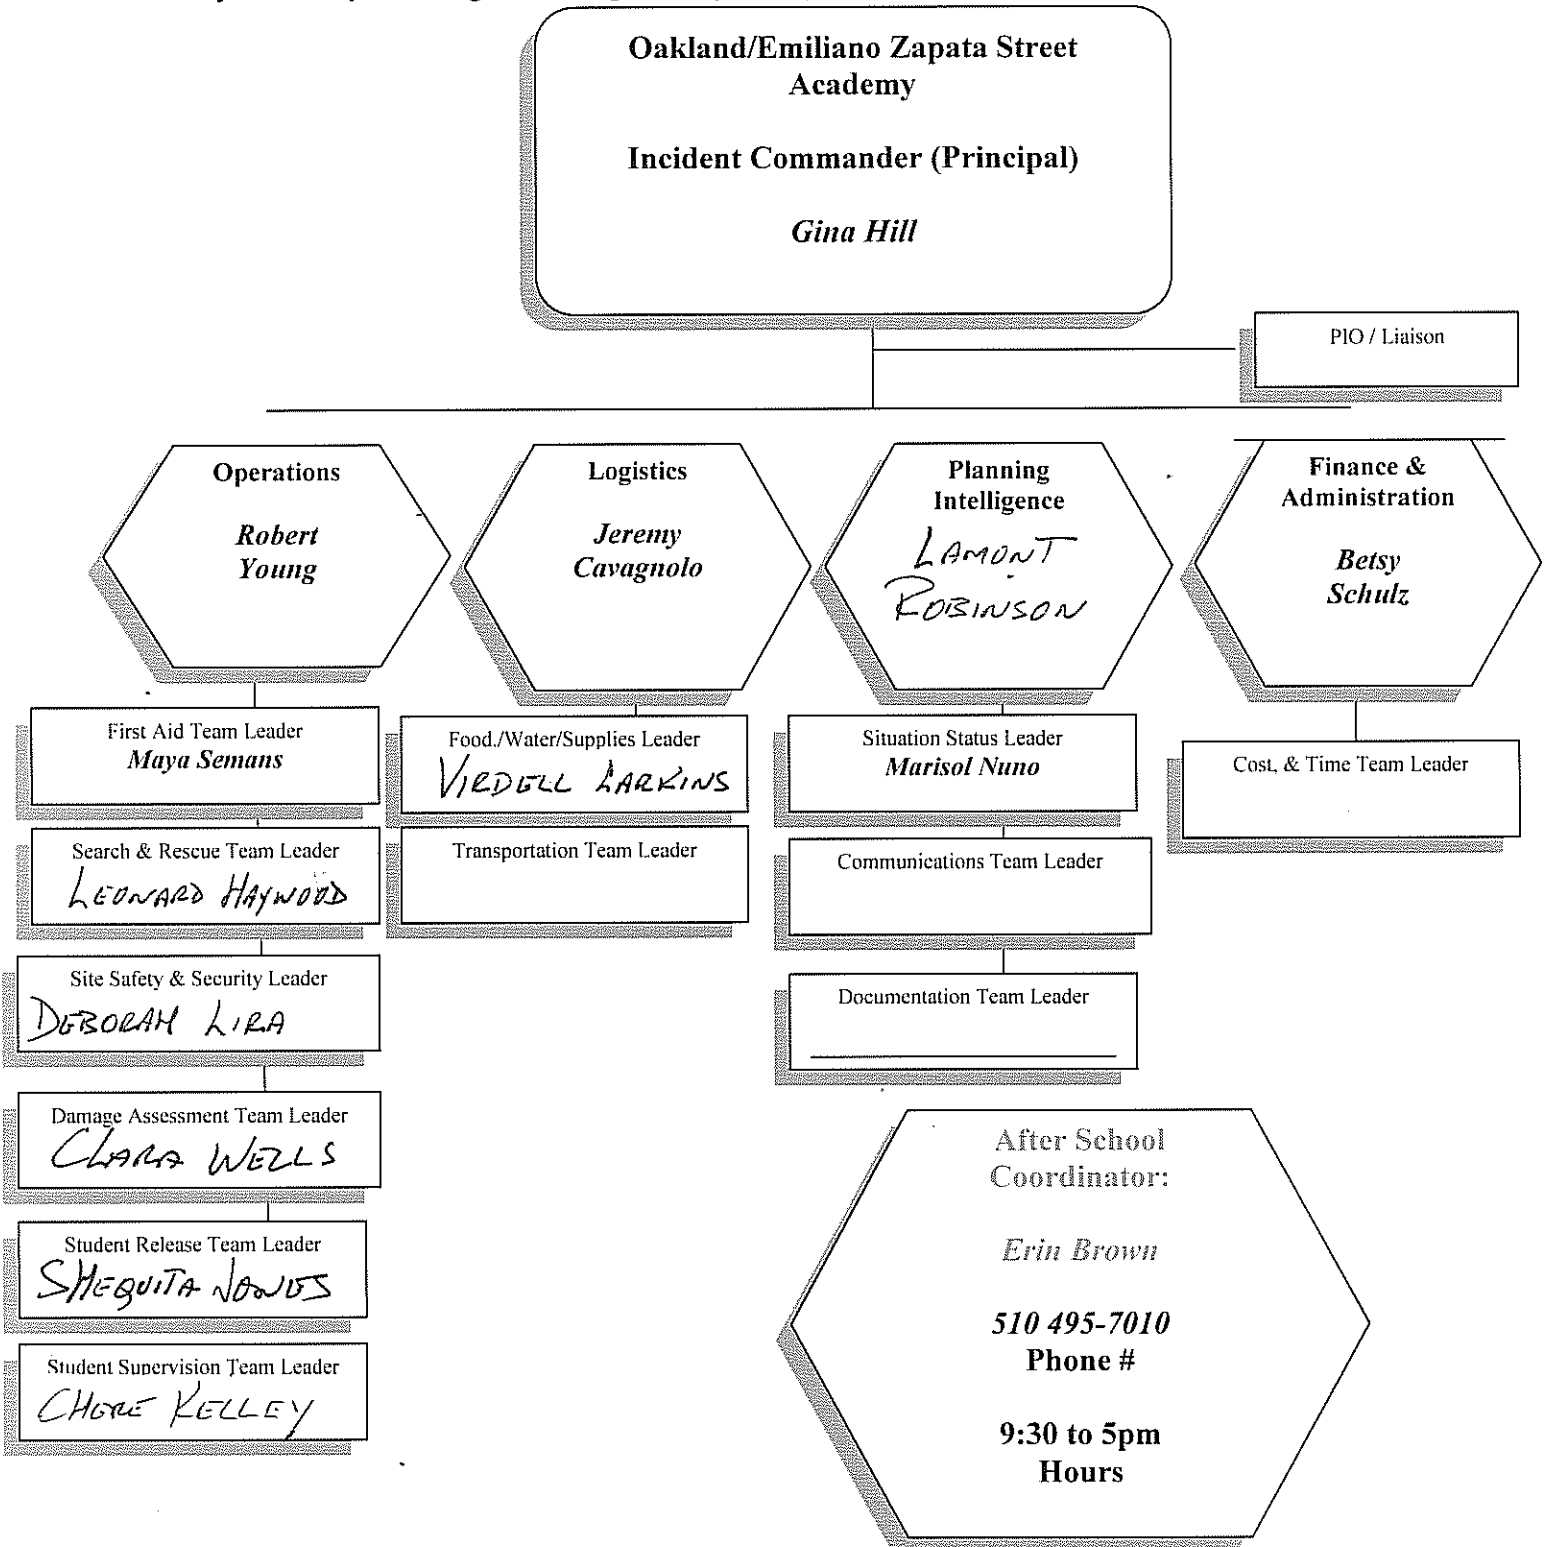 Oakland/Emiliano Zapata Street
Academy
Incident Commander (Principal)
Gina Hill
PIO / Liaison
Operations
Robert
Young
Logistics
Jeremy
Cavagnolo
Planning
Intelligence
LAMONT
ROBINSON
Finance &
Administration
Betsy
Schulz
First Aid Team Leader
Maya Semans
Search & Rescue Team Leader
LEONARD HAYWOOD
Site Safety & Security Leader
DEBORAH LIRA
Damage Assessment Team Leader
CLARA WELLS
Student Release Team Leader
SHEQUITA JONES
Student Supervision Team Leader
CHERE KELLEY
Food./Water/Supplies Leader
VIRDELL LARKINS
Transportation Team Leader
Situation Status Leader
Marisol Nuno
Communications Team Leader
Documentation Team Leader
Cost, & Time Team Leader
After School
Coordinator:
Erin Brown
510 495-7010
Phone #
9:30 to 5pm
Hours